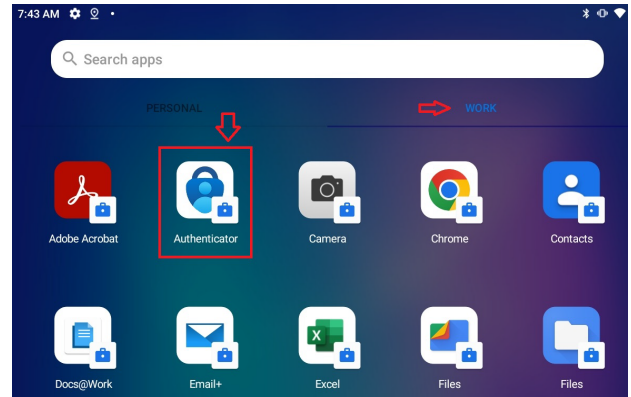 7:43 AM
Search apps
PERSONAL WORK
Adobe Acrobat Authenticator Camera Chrome Contacts
Docs@Work Email+ Excel Files Files